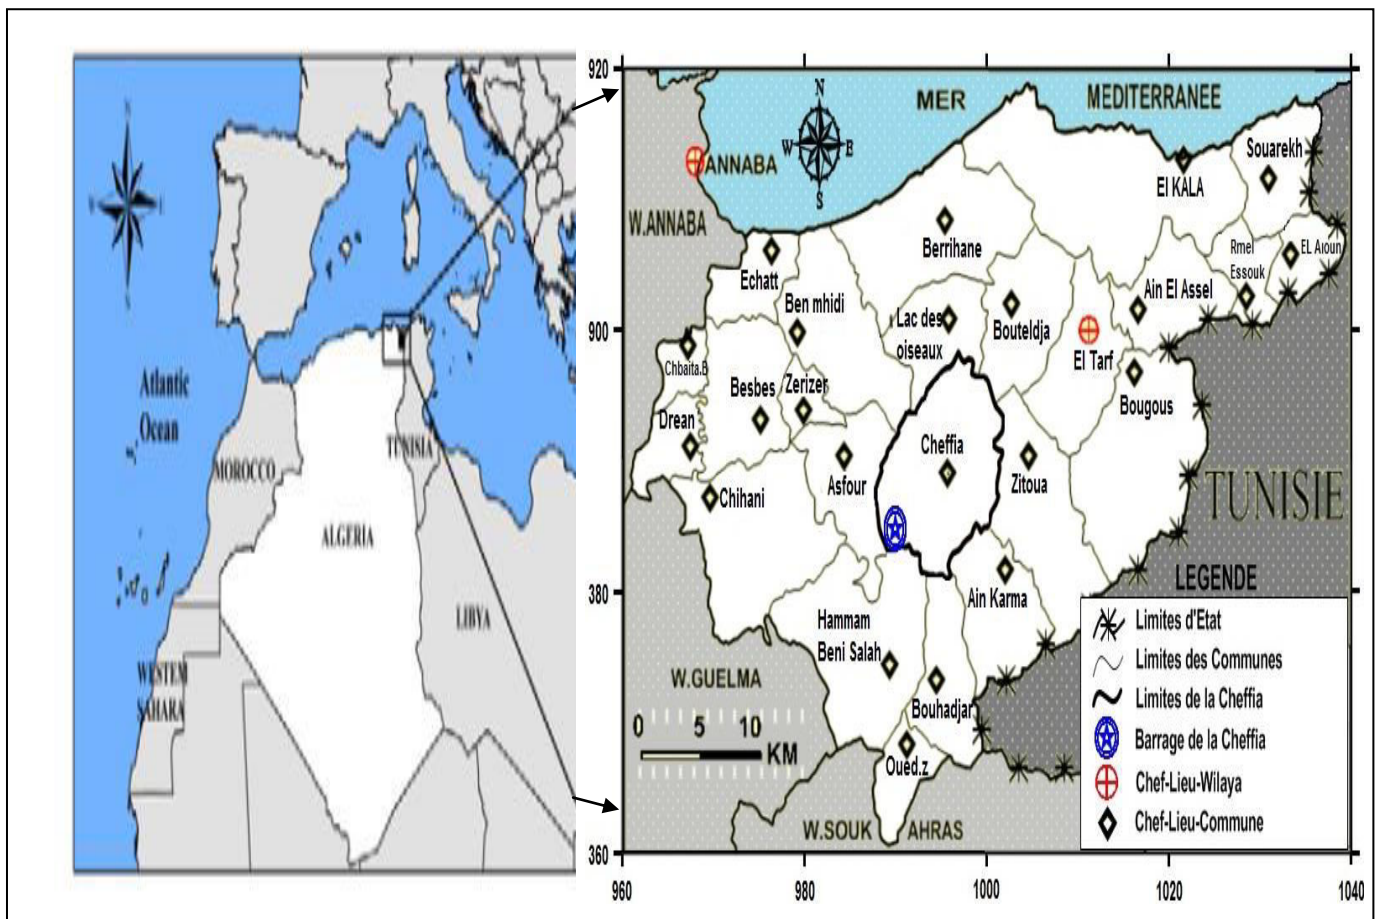 Atlantic
Ocean
MOROCCO
TUNISIA
ALGERIA
LIBYA
WESTEM
SAHARA
920
900
380
360
960
980
1000
1020
1040
MER
MEDITERRANEE
N
W
E
S
ANNABA
W.ANNABA
Souarekh
El KALA
Berrihane
Rmel
Essouk
EL Aioun
Echatt
Ben mhidi
Ain El Assel
Lac des
oiseaux
Bouteldja
El Tarf
Chbaita.B
Besbes
Zerizer
Bougous
Drean
Cheffia
Asfour
Zitoua
Chihani
TUNISIE
Ain Karma
Hammam
Beni Salah
W.GUELMA
Bouhadjar
0 5 10
KM
Oued.z
W.SOUK AHRAS
LEGENDE
Limites d'Etat
Limites des Communes
Limites de la Cheffia
Barrage de la Cheffia
Chef-Lieu-Wilaya
Chef-Lieu-Commune